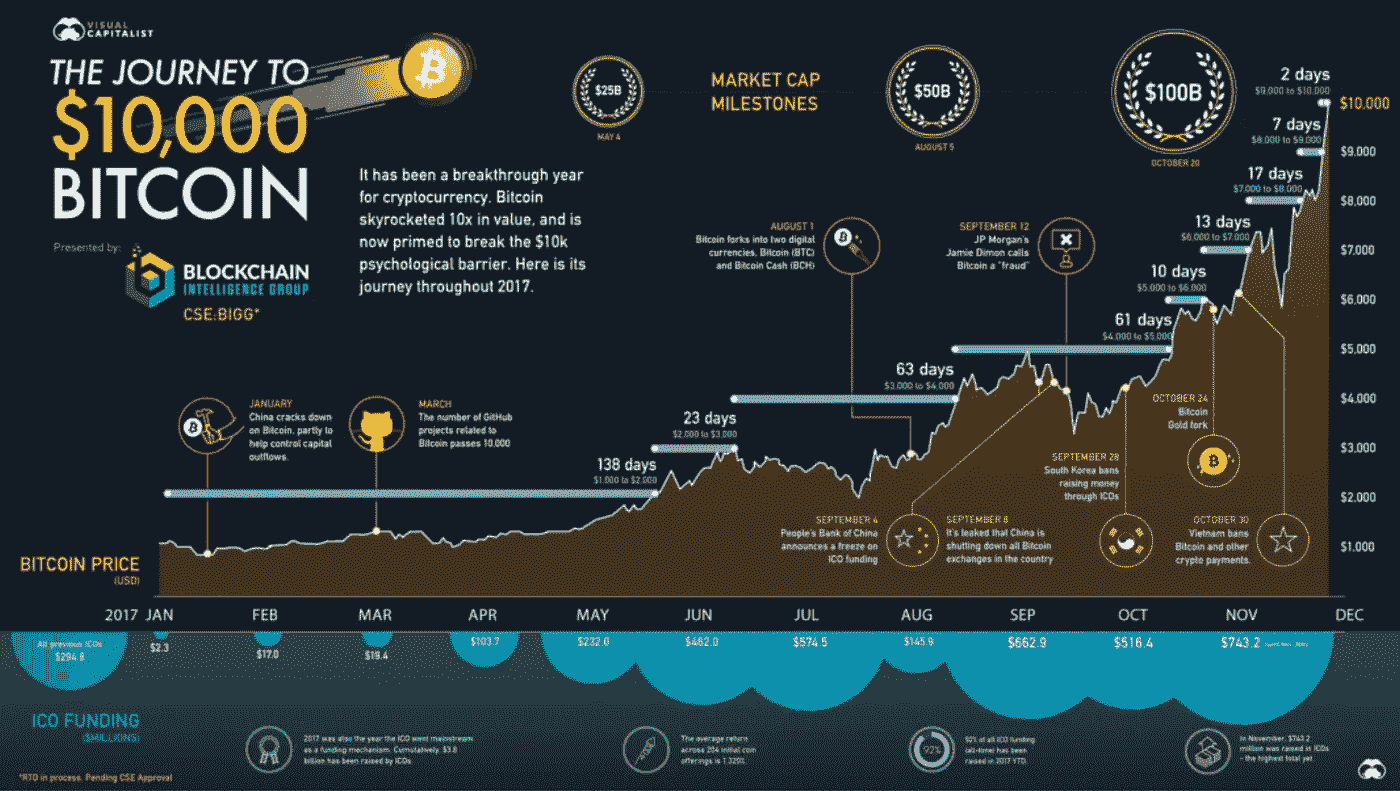 VISUAL
CAPITALIST
THE JOURNEY TO
$10,000
BITCOIN
Presented by:
BLOCKCHAIN
INTELLIGENCE GROUP
CSE:BIGG*
It has been a breakthrough year
for cryptocurrency. Bitcoin
skyrocketed 10x in value, and is
now primed to break the $10k
psychological barrier. Here is its
journey throughout 2017.
MARKET CAP
MILESTONES
$25B
MAY 4
$50B
AUGUST 5
$100B
OCTOBER 20
2 days
$9,000 to $10,000
7 days
$8,000 to $9,000
17 days
$7,000 to $8,000
13 days
$6,000 to $7,000
10 days
$5,000 to $6,000
61 days
$4,000 to $5,000
63 days
$3,000 to $4,000
23 days
$2,000 to $3,000
138 days
$1,000 to $2,000
$10,000
$9,000
$8,000
$7,000
$6,000
$5,000
$4,000
$3,000
$2,000
$1,000
JANUARY
China cracks down
on Bitcoin, partly to
help control capital
outflows.
MARCH
The number of GitHub
projects related to
Bitcoin passes 10,000
AUGUST 1
Bitcoin forks into two digital
currencies, Bitcoin (BTC)
and Bitcoin Cash (BCH)
SEPTEMBER 12
JP Morgan's
Jamie Dimon calls
Bitcoin a "fraud"
SEPTEMBER 4
People's Bank of China
announces a freeze on
ICO funding
SEPTEMBER 8
It's leaked that China is
shutting down all Bitcoin
exchanges in the country
SEPTEMBER 28
South Korea bans
raising money
through ICOs
OCTOBER 24
Bitcoin
Gold fork
OCTOBER 30
Vietnam bans
Bitcoin and other
crypto payments.
BITCOIN PRICE
(USD)
2017 JAN FEB MAR APR MAY JUN JUL AUG SEP OCT NOV DEC
All previous ICOs
$294.6
$2.3
$17.0
$19.4
$103.7
$232.0
$462.0
$574.5
$145.9
$662.9
$516.4
$743.2
ICO FUNDING
($MILLIONS)
2017 was also the year the ICO went mainstream
as a funding mechanism. Cumulatively, $3.8
billion has been raised by ICOs
The average return
across 204 initial coin
offerings is 1,320%
92%
92% of all ICO funding
(all-time) has been
raised in 2017 YTD.
In November, $743.2
million was raised in ICOs
- the highest total yet.
*RTO in process. Pending CSE Approval